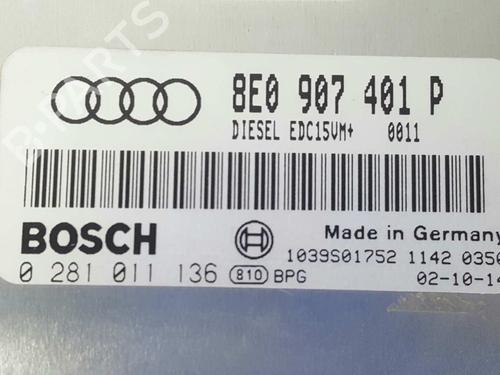 8E0 907 401 P
DIESEL EDC15VM+ 0011
BOSCH
Made in Germany
0 281 011 136 810 BPG
1039S01752 1142 0350
02-10-14
B-PARTS